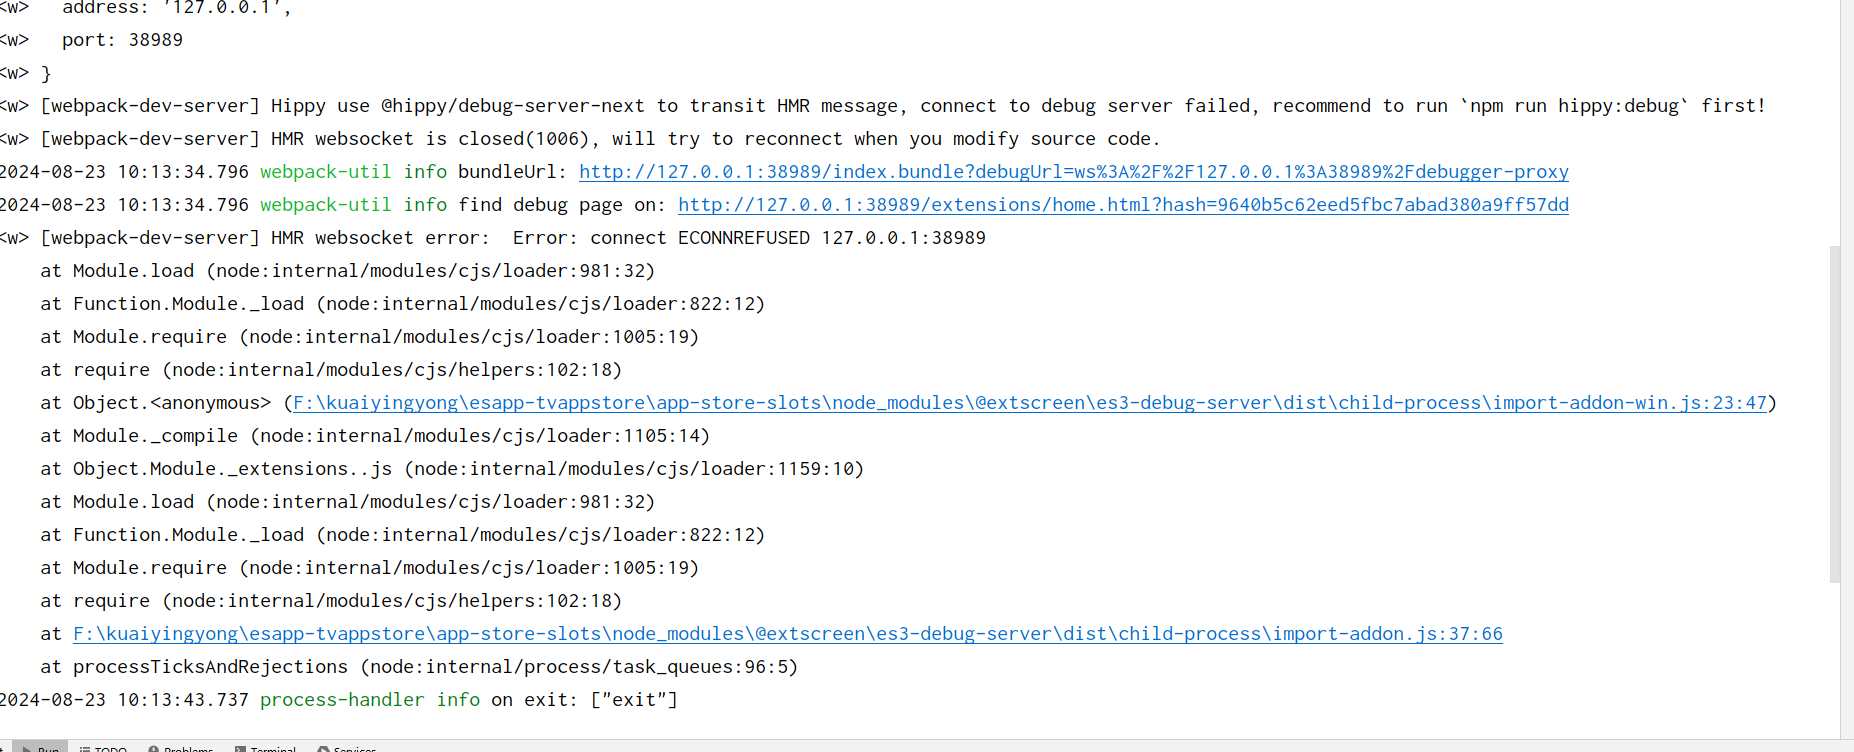 <w>   address: '127.0.0.1',
<w>   port: 38989
<w> }
<w> [webpack-dev-server] Hippy use @hippy/debug-server-next to transit HMR message, connect to debug server failed, recommend to run `npm run hippy:debug` first!
<w> [webpack-dev-server] HMR websocket is closed(1006), will try to reconnect when you modify source code.
2024-08-23 10:13:34.796 webpack-util info bundleUrl: http://127.0.0.1:38989/index.bundle?debugUrl=ws%3A%2F%2F127.0.0.1%3A38989%2Fdebugger-proxy
2024-08-23 10:13:34.796 webpack-util info find debug page on: http://127.0.0.1:38989/extensions/home.html?hash=9640b5c62eed5fbc7abad380a9ff57dd
<w> [webpack-dev-server] HMR websocket error:  Error: connect ECONNREFUSED 127.0.0.1:38989
    at Module.load (node:internal/modules/cjs/loader:981:32)
    at Function.Module._load (node:internal/modules/cjs/loader:822:12)
    at Module.require (node:internal/modules/cjs/loader:1005:19)
    at require (node:internal/modules/cjs/helpers:102:18)
    at Object.<anonymous> (F:\kuaiyingyong\esapp-tvappstore\app-store-slots\node_modules\@extscreen\es3-debug-server\dist\child-process\import-addon-win.js:23:47)
    at Module._compile (node:internal/modules/cjs/loader:1105:14)
    at Object.Module._extensions..js (node:internal/modules/cjs/loader:1159:10)
    at Module.load (node:internal/modules/cjs/loader:981:32)
    at Function.Module._load (node:internal/modules/cjs/loader:822:12)
    at Module.require (node:internal/modules/cjs/loader:1005:19)
    at require (node:internal/modules/cjs/helpers:102:18)
    at F:\kuaiyingyong\esapp-tvappstore\app-store-slots\node_modules\@extscreen\es3-debug-server\dist\child-process\import-addon.js:37:66
    at processTicksAndRejections (node:internal/process/task_queues:96:5)
2024-08-23 10:13:43.737 process-handler info on exit: ["exit"]
Run TODO Problems Terminal Services